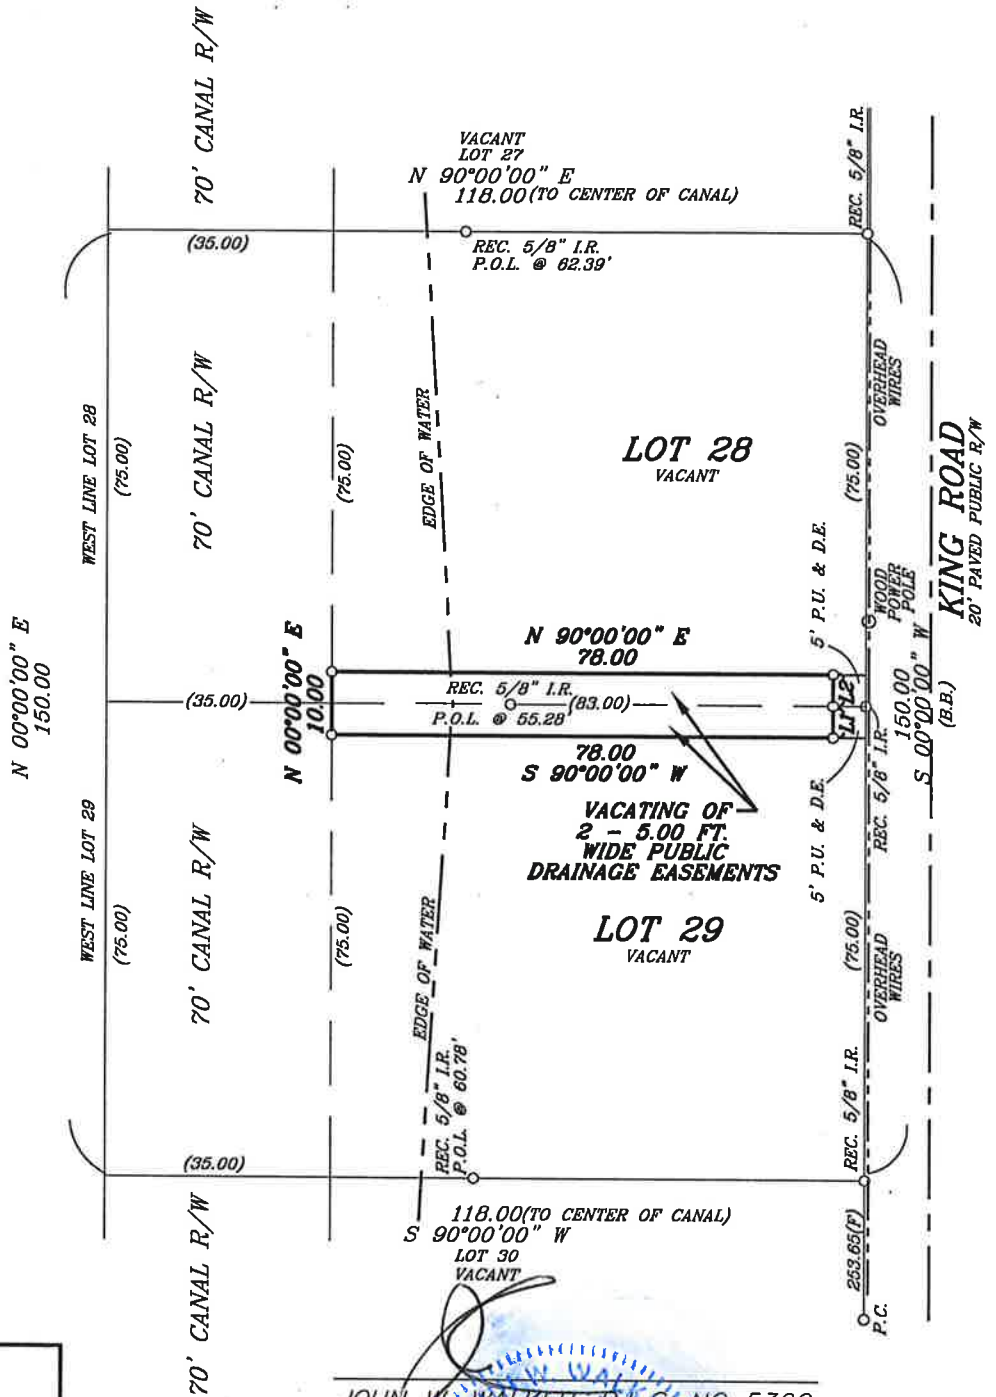 70' CANAL R/W
VACANT
LOT 27
N 90°00'00" E
118.00(TO CENTER OF CANAL)
REC. 5/8" I.R.
(35.00)
REC. 5/8" I.R.
P.O.L. @ 62.39'
WEST LINE LOT 28
(75.00)
70' CANAL R/W
(75.00)
EDGE OF WATER
LOT 28
VACANT
(75.00)
OVERHEAD
WIRES
KING ROAD
20' PAVED PUBLIC R/W
5' P.U. & D.E.
WOOD
POWER
POLE
N 00°00'00" E
150.00
N 90°00'00" E
78.00
N 00°00'00" E
10.00
(35.00)
REC. 5/8" I.R.
P.O.L. @ 55.28'
(83.00)
L1
L2
REC. 5/8" I.R.
150.00
S 00°00'00" W
(B.B.)
78.00
S 90°00'00" W
VACATING OF
2 - 5.00 FT.
WIDE PUBLIC
DRAINAGE EASEMENTS
5' P.U. & D.E.
WEST LINE LOT 29
(75.00)
70' CANAL R/W
(75.00)
EDGE OF WATER
LOT 29
VACANT
(75.00)
OVERHEAD
WIRES
REC. 5/8" I.R.
P.O.L. @ 60.78'
REC. 5/8" I.R.
(35.00)
118.00(TO CENTER OF CANAL)
S 90°00'00" W
LOT 30
VACANT
70' CANAL R/W
253.65(F)
P.C.
W. WALK
JOHN W.